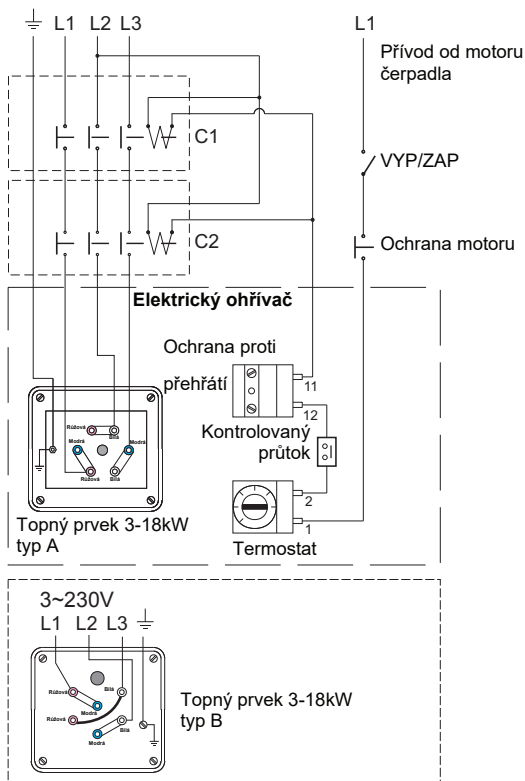 L1 L2 L3
L1
Přívod od motoru
čerpadla
C1
VYP/ZAP
C2
Ochrana motoru
Elektrický ohřívač
Ochrana proti
přehřátí
11
12
Kontrolovaný
průtok
2
1
Termostat
Růžová
Bílá
Modrá
Modrá
Růžová
Bílá
Topný prvek 3-18kW
typ A
3~230V
L1 L2 L3
Růžová
Bílá
Modrá
Růžová
Bílá
Modrá
Topný prvek 3-18kW
typ B